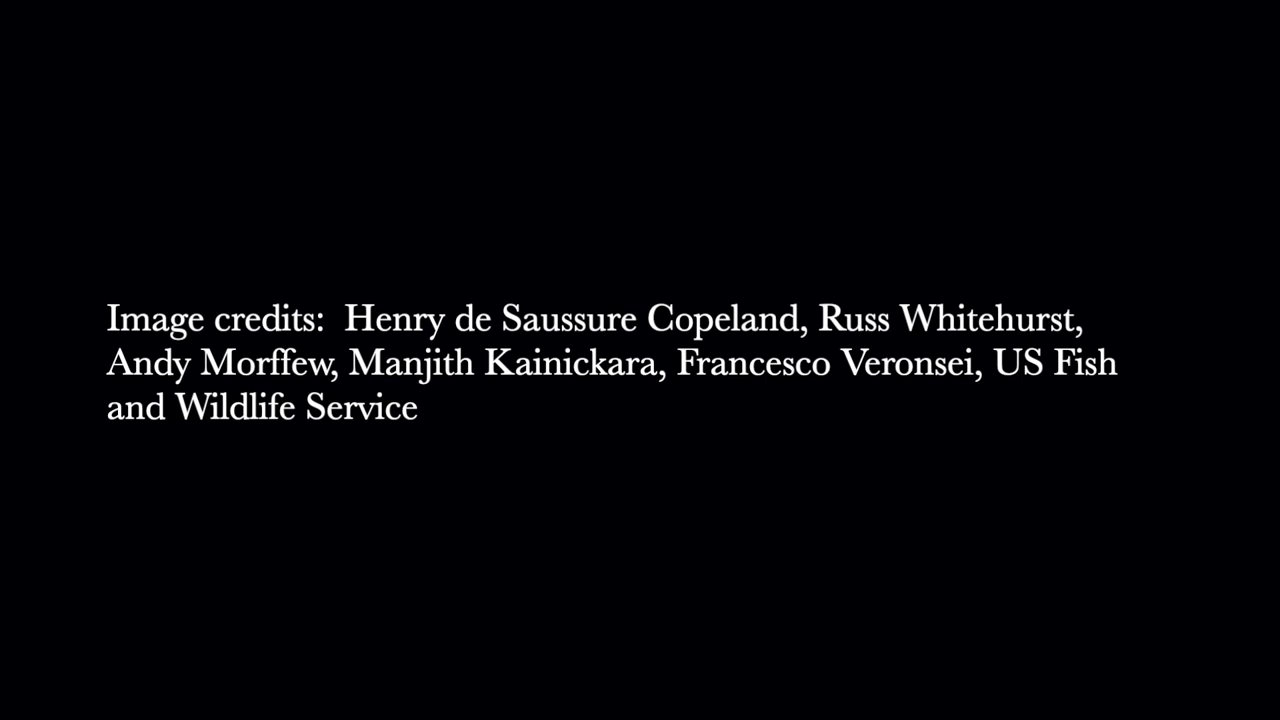 Image credits:  Henry de Saussure Copeland, Russ Whitehurst,
Andy Morffew, Manjith Kainickara, Francesco Veronsei, US Fish
and Wildlife Service